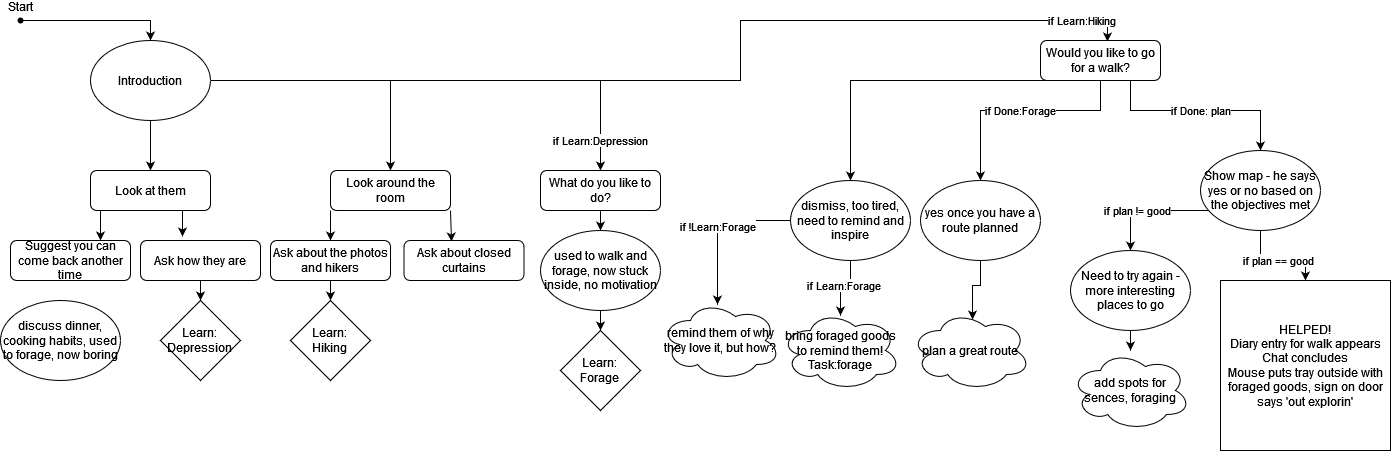 Start
Introduction
if Learn:Hiking
Would you like to go
for a walk?
if Done:Forage
if Done: plan
if Learn:Depression
Look at them
Look around the
room
What do you like to
do?
dismiss, too tired,
need to remind and
inspire
yes once you have a
route planned
Show map - he says
yes or no based on
the objectives met
if plan != good
if !Learn:Forage
Suggest you can
come back another
time
Ask how they are
Ask about the photos
and hikers
Ask about closed
curtains
used to walk and
forage, now stuck
inside, no motivation
if plan == good
if Learn:Forage
Need to try again -
more interesting
places to go
discuss dinner,
cooking habits, used
to forage, now boring
Learn:
Depression
Learn:
Hiking
Learn:
Forage
remind them of why
they love it, but how?
bring foraged goods
to remind them!
Task:forage
plan a great route
add spots for
sences, foraging
HELPED!
Diary entry for walk appears
Chat concludes
Mouse puts tray outside with
foraged goods, sign on door
says 'out explorin'